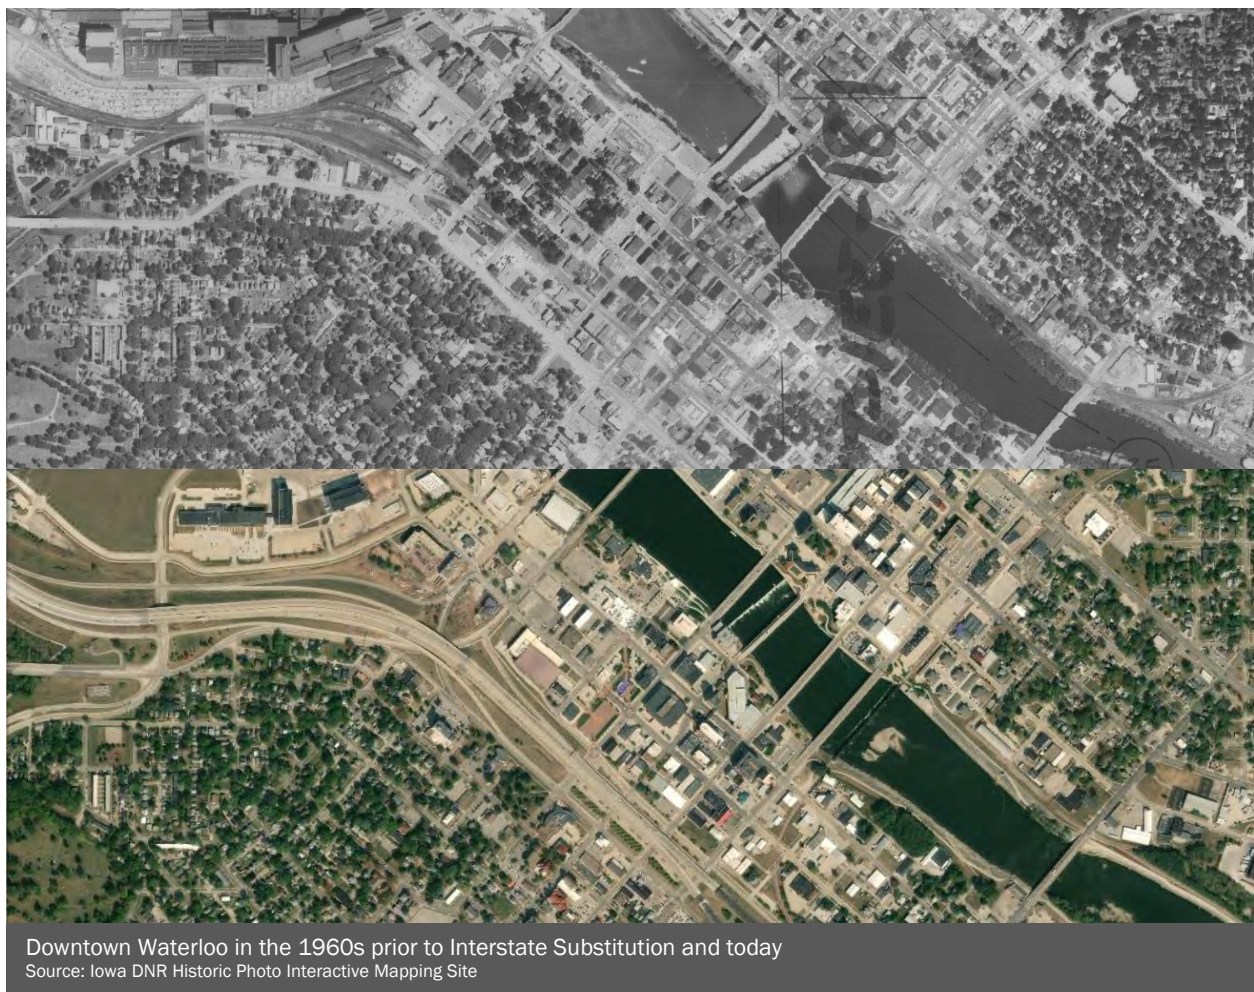 Downtown Waterloo in the 1960s prior to Interstate Substitution and today
Source: Iowa DNR Historic Photo Interactive Mapping Site